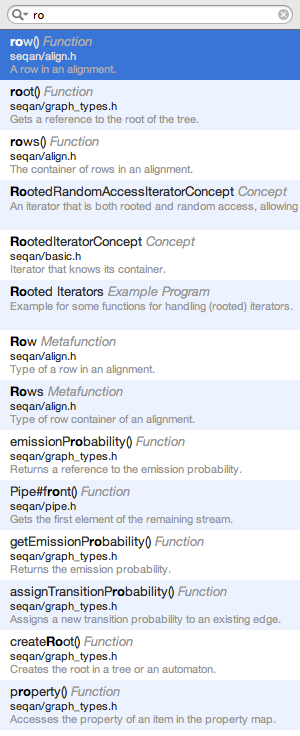 ro
row() Function
seqan/align.h
A row in an alignment.
root() Function
seqan/graph_types.h
Gets a reference to the root of the tree.
rows() Function
seqan/align.h
The container of rows in an alignment.
RootedRandomAccessIteratorConcept Concept
An iterator that is both rooted and random access, allowing
RootedIteratorConcept Concept
seqan/basic.h
Iterator that knows its container.
Rooted Iterators Example Program
Example for some functions for handling (rooted) iterators.
Row Metafunction
seqan/align.h
Type of a row in an alignment.
Rows Metafunction
seqan/align.h
Type of row container of an alignment.
emissionProbability() Function
seqan/graph_types.h
Returns a reference to the emission probability.
Pipe#front() Function
seqan/pipe.h
Gets the first element of the remaining stream.
getEmissionProbability() Function
seqan/graph_types.h
Returns the emission probability.
assignTransitionProbability() Function
seqan/graph_types.h
Assigns a new transition probability to an existing edge.
createRoot() Function
seqan/graph_types.h
Creates the root in a tree or an automaton.
property() Function
seqan/graph_types.h
Accesses the property of an item in the property map.